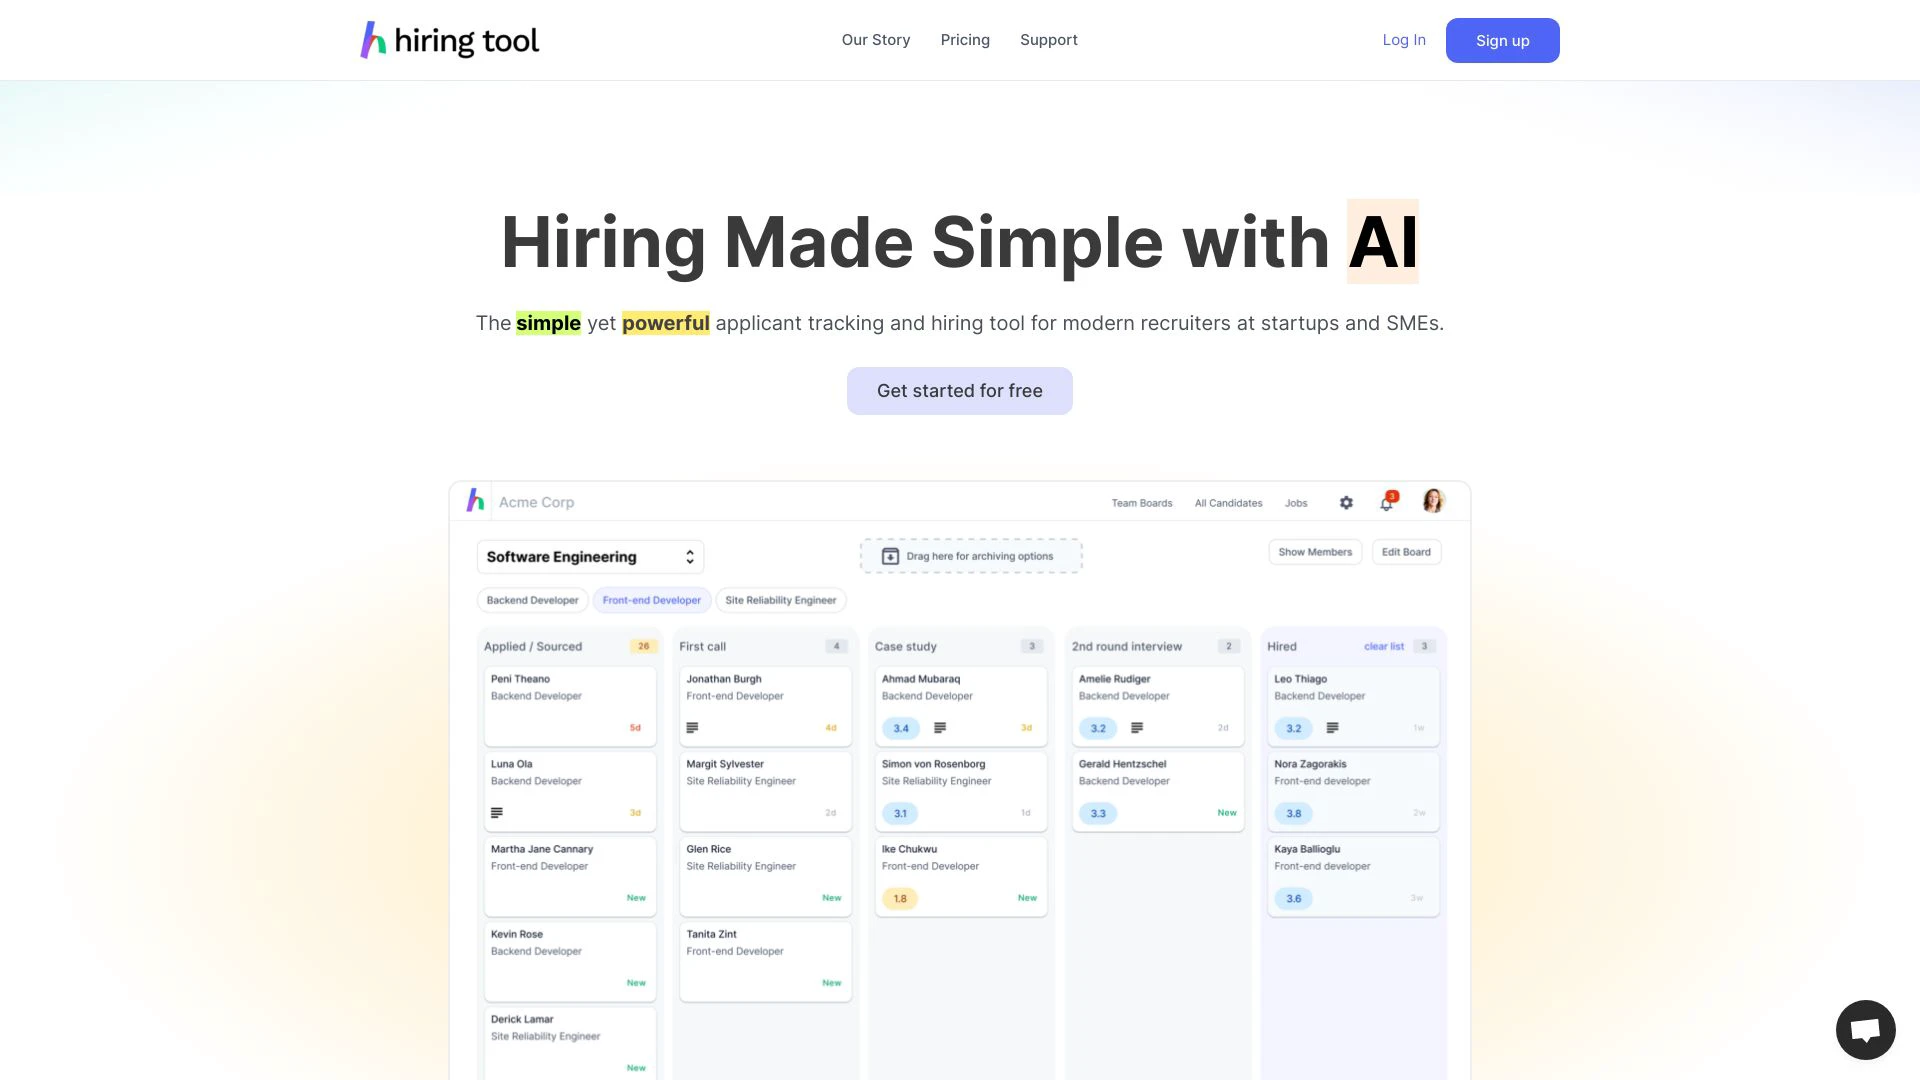 hiring tool
Our Story Pricing Support
Log In Sign up
Hiring Made Simple with AI
The simple yet powerful applicant tracking and hiring tool for modern recruiters at startups and SMEs.
Get started for free
Acme Corp
Team Boards All Candidates Jobs 3
Software Engineering
Drag here for archiving options
Show Members Edit Board
Backend Developer Front-end Developer Site Reliability Engineer
Applied / Sourced 26
Peni Theano
Backend Developer
5d
Luna Ola
Backend Developer
3d
Martha Jane Cannary
Front-end Developer
New
Kevin Rose
Backend Developer
New
Derick Lamar
Site Reliability Engineer
New
First call 4
Jonathan Burgh
Front-end Developer
4d
Margit Sylvester
Site Reliability Engineer
2d
Glen Rice
Site Reliability Engineer
New
Tanita Zint
Front-end Developer
New
Case study 3
Ahmad Mubaraq
Backend Developer
3.4 3d
Simon von Rosenborg
Site Reliability Engineer
3.1 1d
Ike Chukwu
Front-end Developer
1.8 New
2nd round interview 2
Amelie Rudiger
Backend Developer
3.2 2d
Gerald Hentzschel
Backend Developer
3.3 New
Hired clear list 3
Leo Thiago
Backend Developer
3.2 1w
Nora Zagorakis
Front-end developer
3.8 2w
Kaya Ballioglu
Front-end developer
3.6 3w